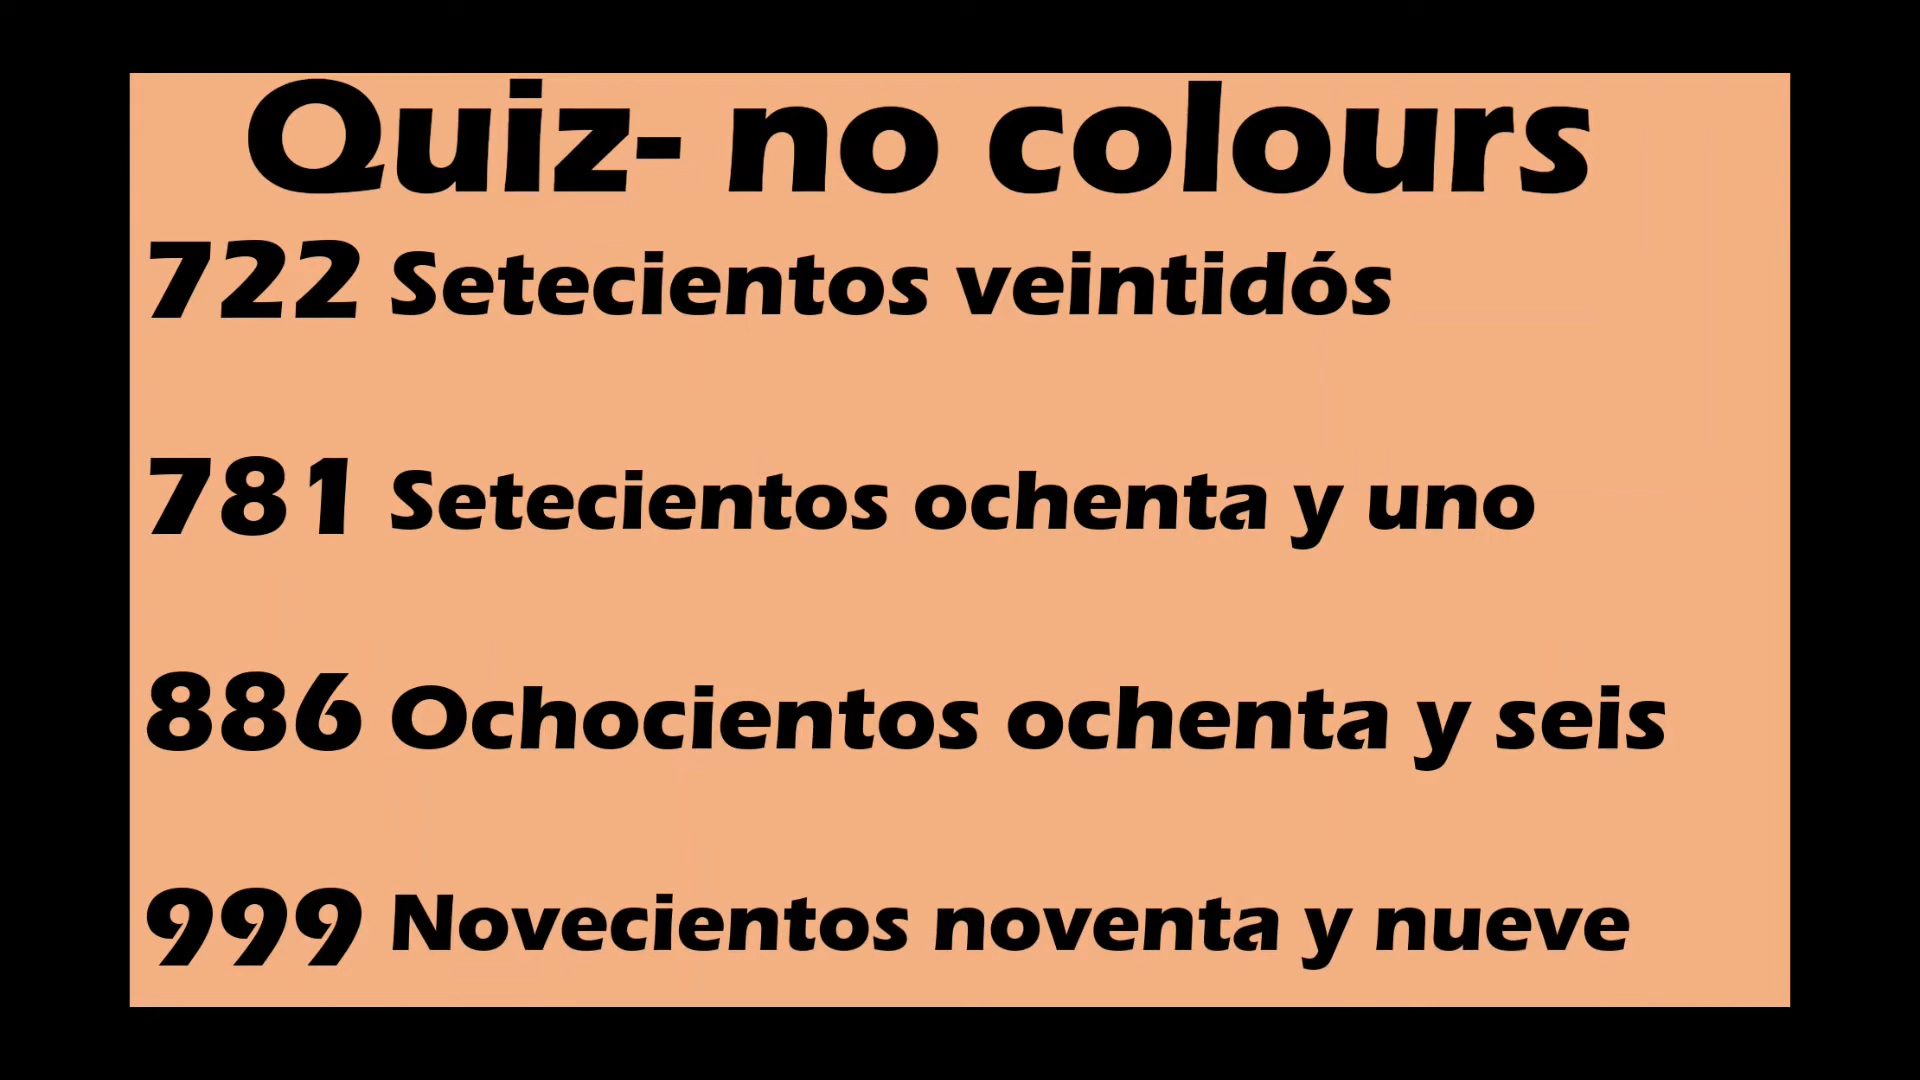 Quiz- no colours
722 Setecientos veintidós
781 Setecientos ochenta y uno
886 Ochocientos ochenta y seis
999 Novecientos noventa y nueve